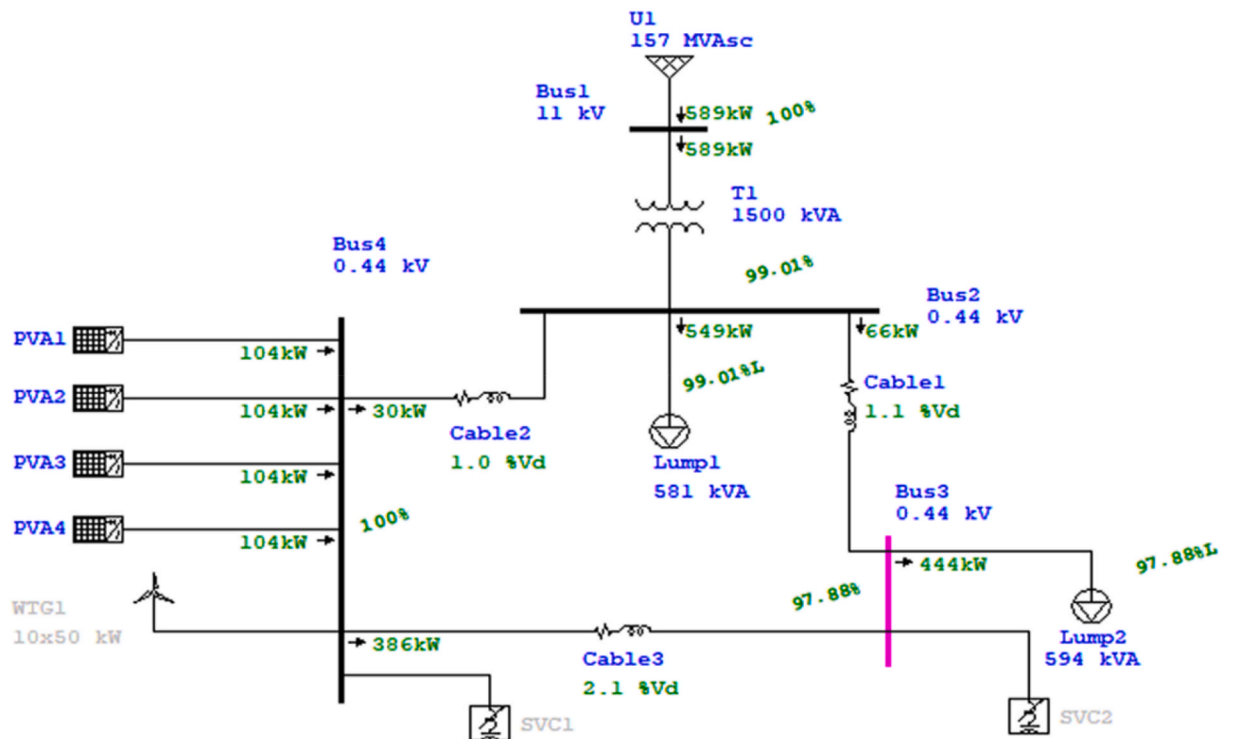 U1
157 MVAsc
Bus1
11 kV
589kW
100%
589kW
T1
1500 kVA
Bus4
0.44 kV
99.01%
Bus2
0.44 kV
PVA1
104kW
549kW
66kW
99.01%L
Cable1
1.1 %Vd
PVA2
104kW
30kW
Cable2
1.0 %Vd
Lump1
581 kVA
PVA3
104kW
Bus3
0.44 kV
PVA4
104kW
100%
444kW
97.88%L
97.88%
WTG1
10x50 kW
386kW
Cable3
2.1 %Vd
Lump2
594 kVA
SVC1
SVC2